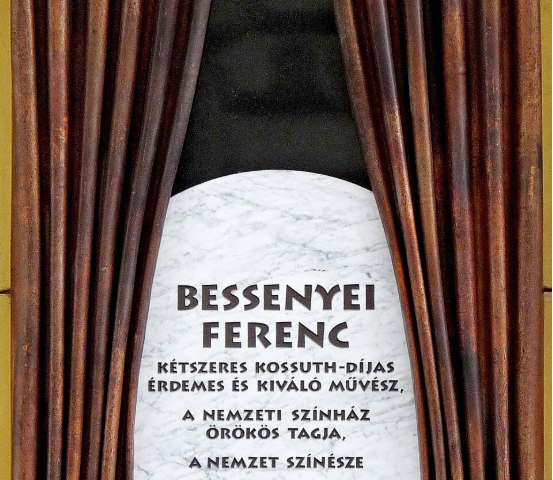 BESSENYEI
FERENC
KÉTSZERES KOSSUTH-DÍJAS
ÉRDEMES ÉS KIVÁLÓ MŰVÉSZ,
A NEMZETI SZÍNHÁZ
ÖRÖKÖS TAGJA,
A NEMZET SZÍNÉSZE